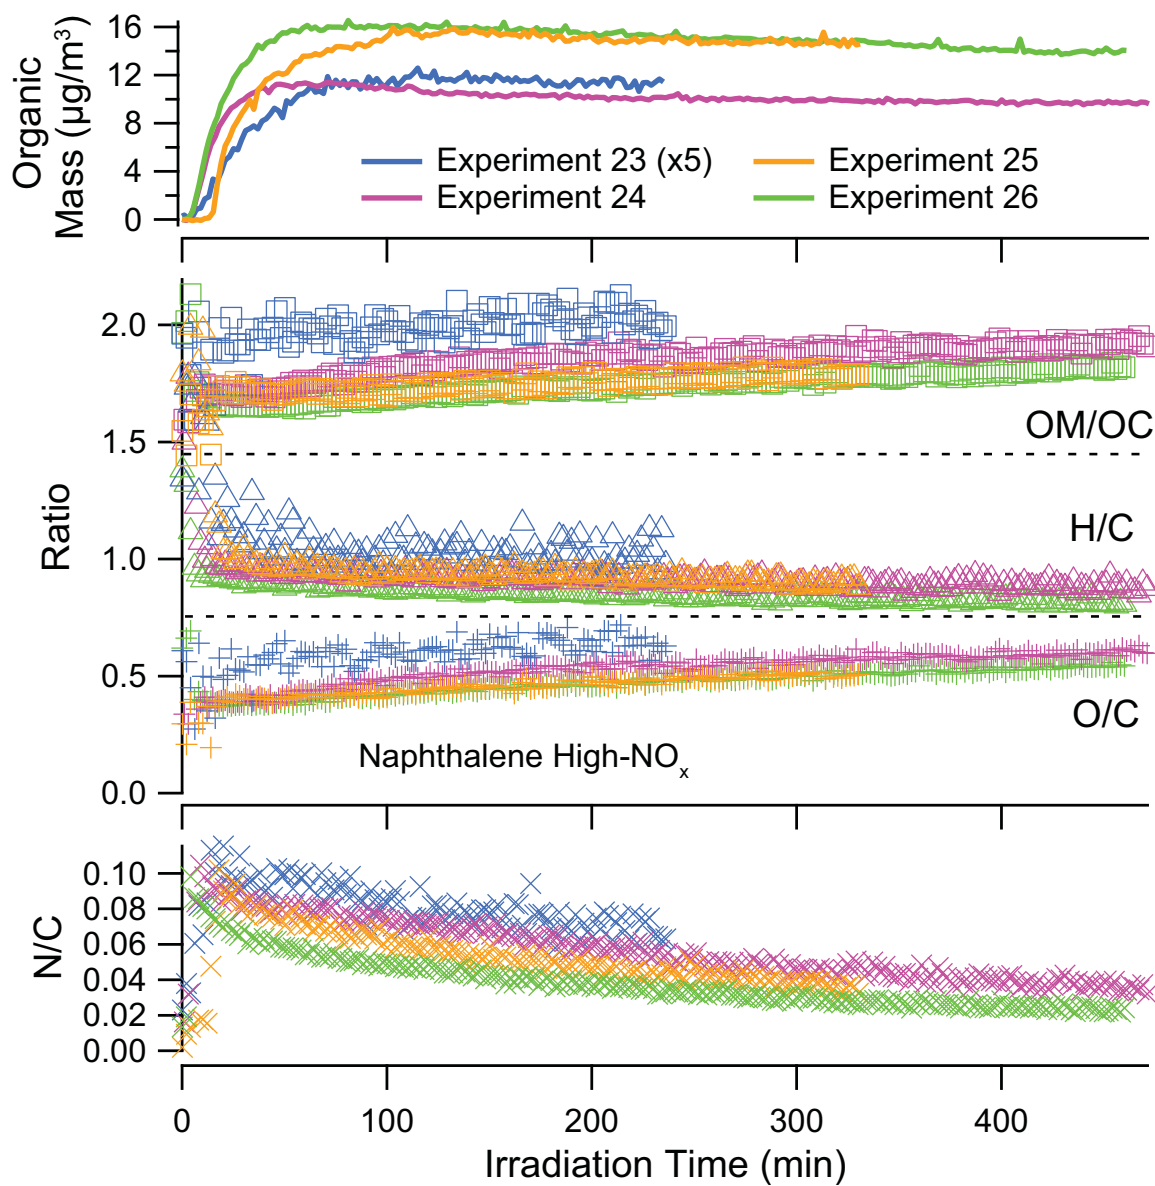 Organic
Mass (µg/m³)
16
12
8
4
0
Experiment 23 (x5)
Experiment 25
Experiment 24
Experiment 26
Ratio
2.0
1.5
1.0
0.5
0.0
OM/OC
H/C
O/C
Naphthalene High-NOₓ
N/C
0.10
0.08
0.06
0.04
0.02
0.00
0 100 200 300 400
Irradiation Time (min)